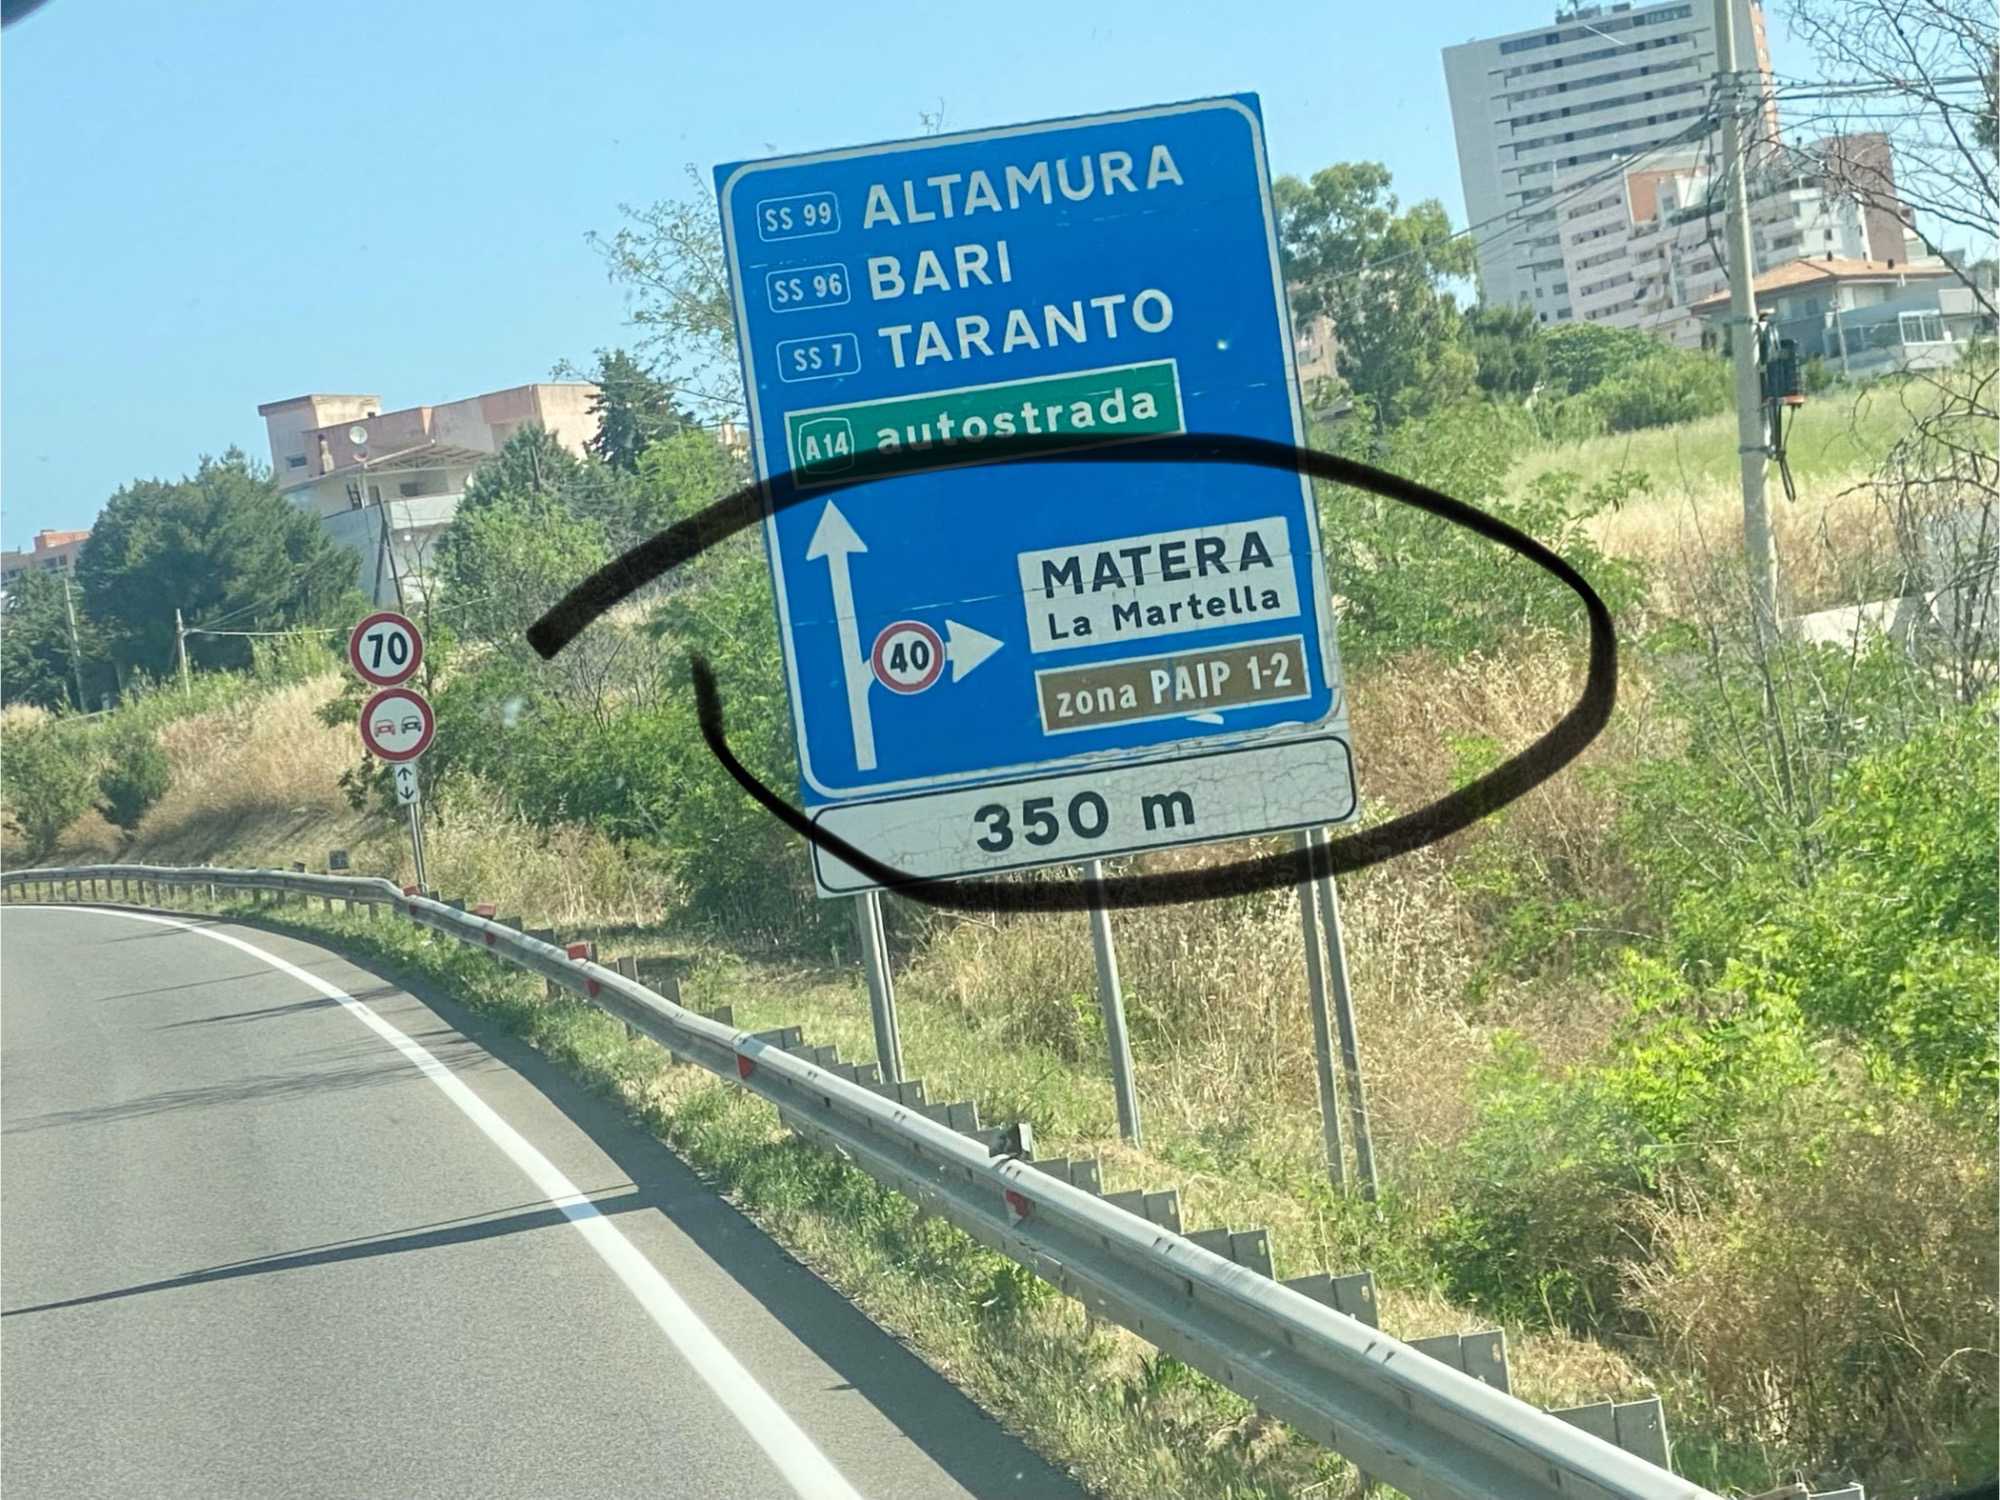 SS 99 ALTAMURA
SS 96 BARI
SS 7 TARANTO
A14 autostrada
MATERA
La Martella
40
zona PAIP 1-2
350 m
70